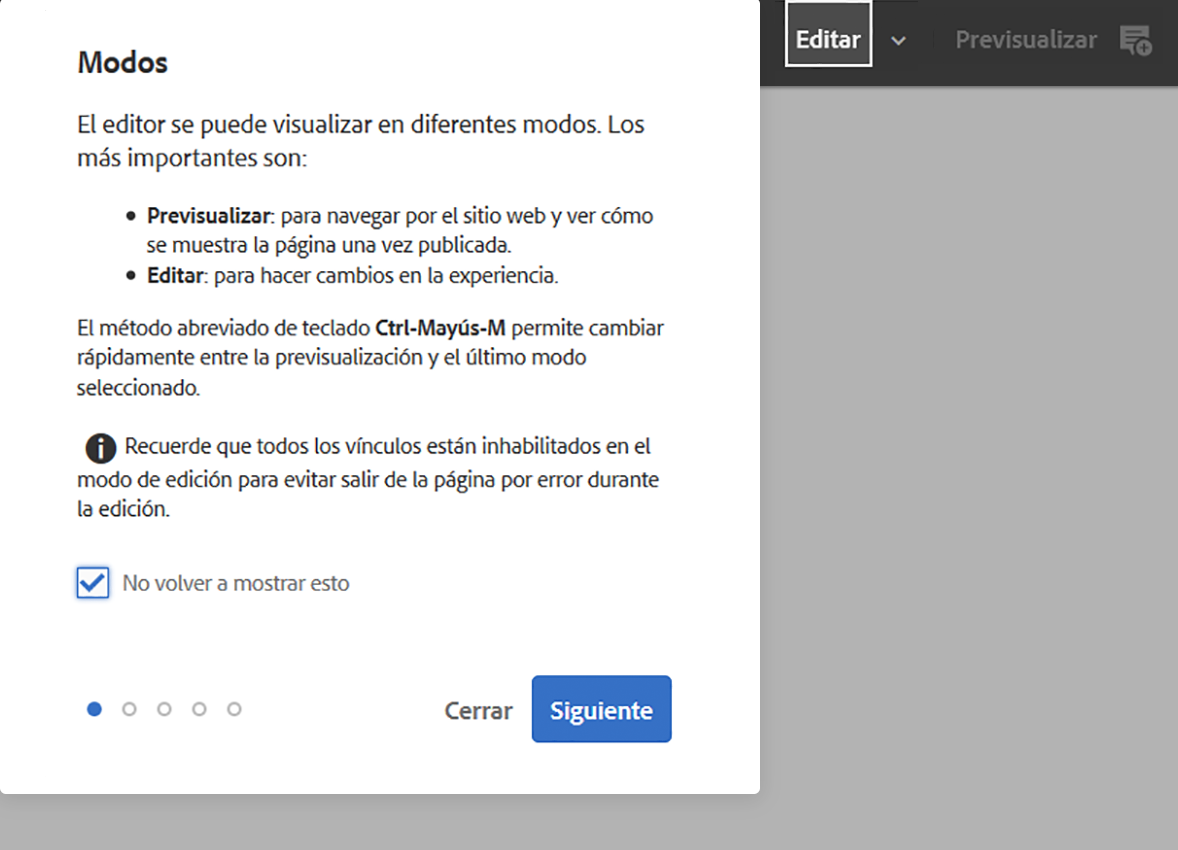 Editar
Previsualizar
Modos
El editor se puede visualizar en diferentes modos. Los
más importantes son:
Previsualizar: para navegar por el sitio web y ver cómo
se muestra la página una vez publicada.
Editar: para hacer cambios en la experiencia.
El método abreviado de teclado Ctrl-Mayús-M permite cambiar
rápidamente entre la previsualización y el último modo
seleccionado.
Recuerde que todos los vínculos están inhabilitados en el
modo de edición para evitar salir de la página por error durante
la edición.
No volver a mostrar esto
Cerrar
Siguiente